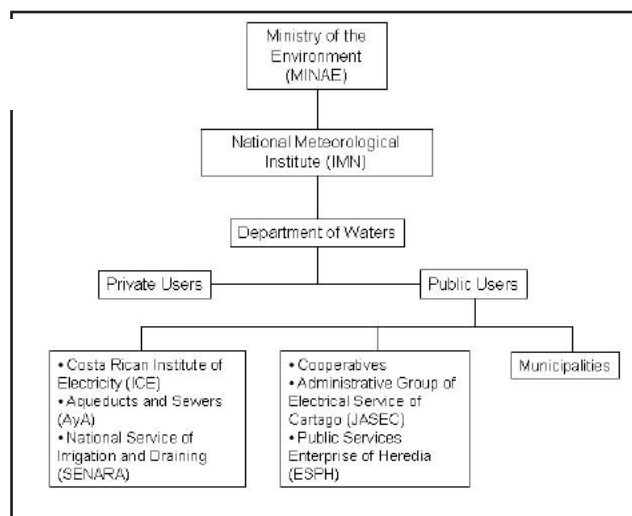 Ministry of the
Environment
(MINAE)
National Meteorological
Institute (IMN)
Department of Waters
Private Users
Public Users
• Costa Rican Institute of
Electricity (ICE)
• Aqueducts and Sewers
(AyA)
• National Service of
Irrigation and Draining
(SENARA)
• Cooperatives
• Administrative Group of
Electrical Service of
Cartago (JASEC)
• Public Services
Enterprise of Heredia
(ESPH)
Municipalities